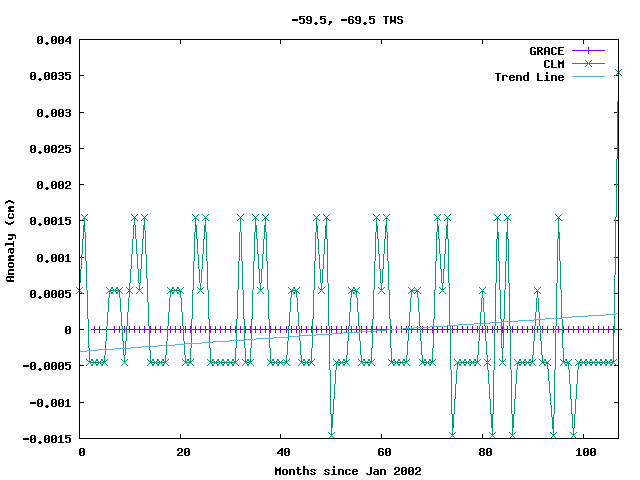 -59.5, -69.5 TWS
GRACE
CLM
Trend Line
0.004
0.0035
0.003
0.0025
0.002
0.0015
0.001
0.0005
0
-0.0005
-0.001
-0.0015
Anomaly (cm)
0 20 40 60 80 100
Months since Jan 2002